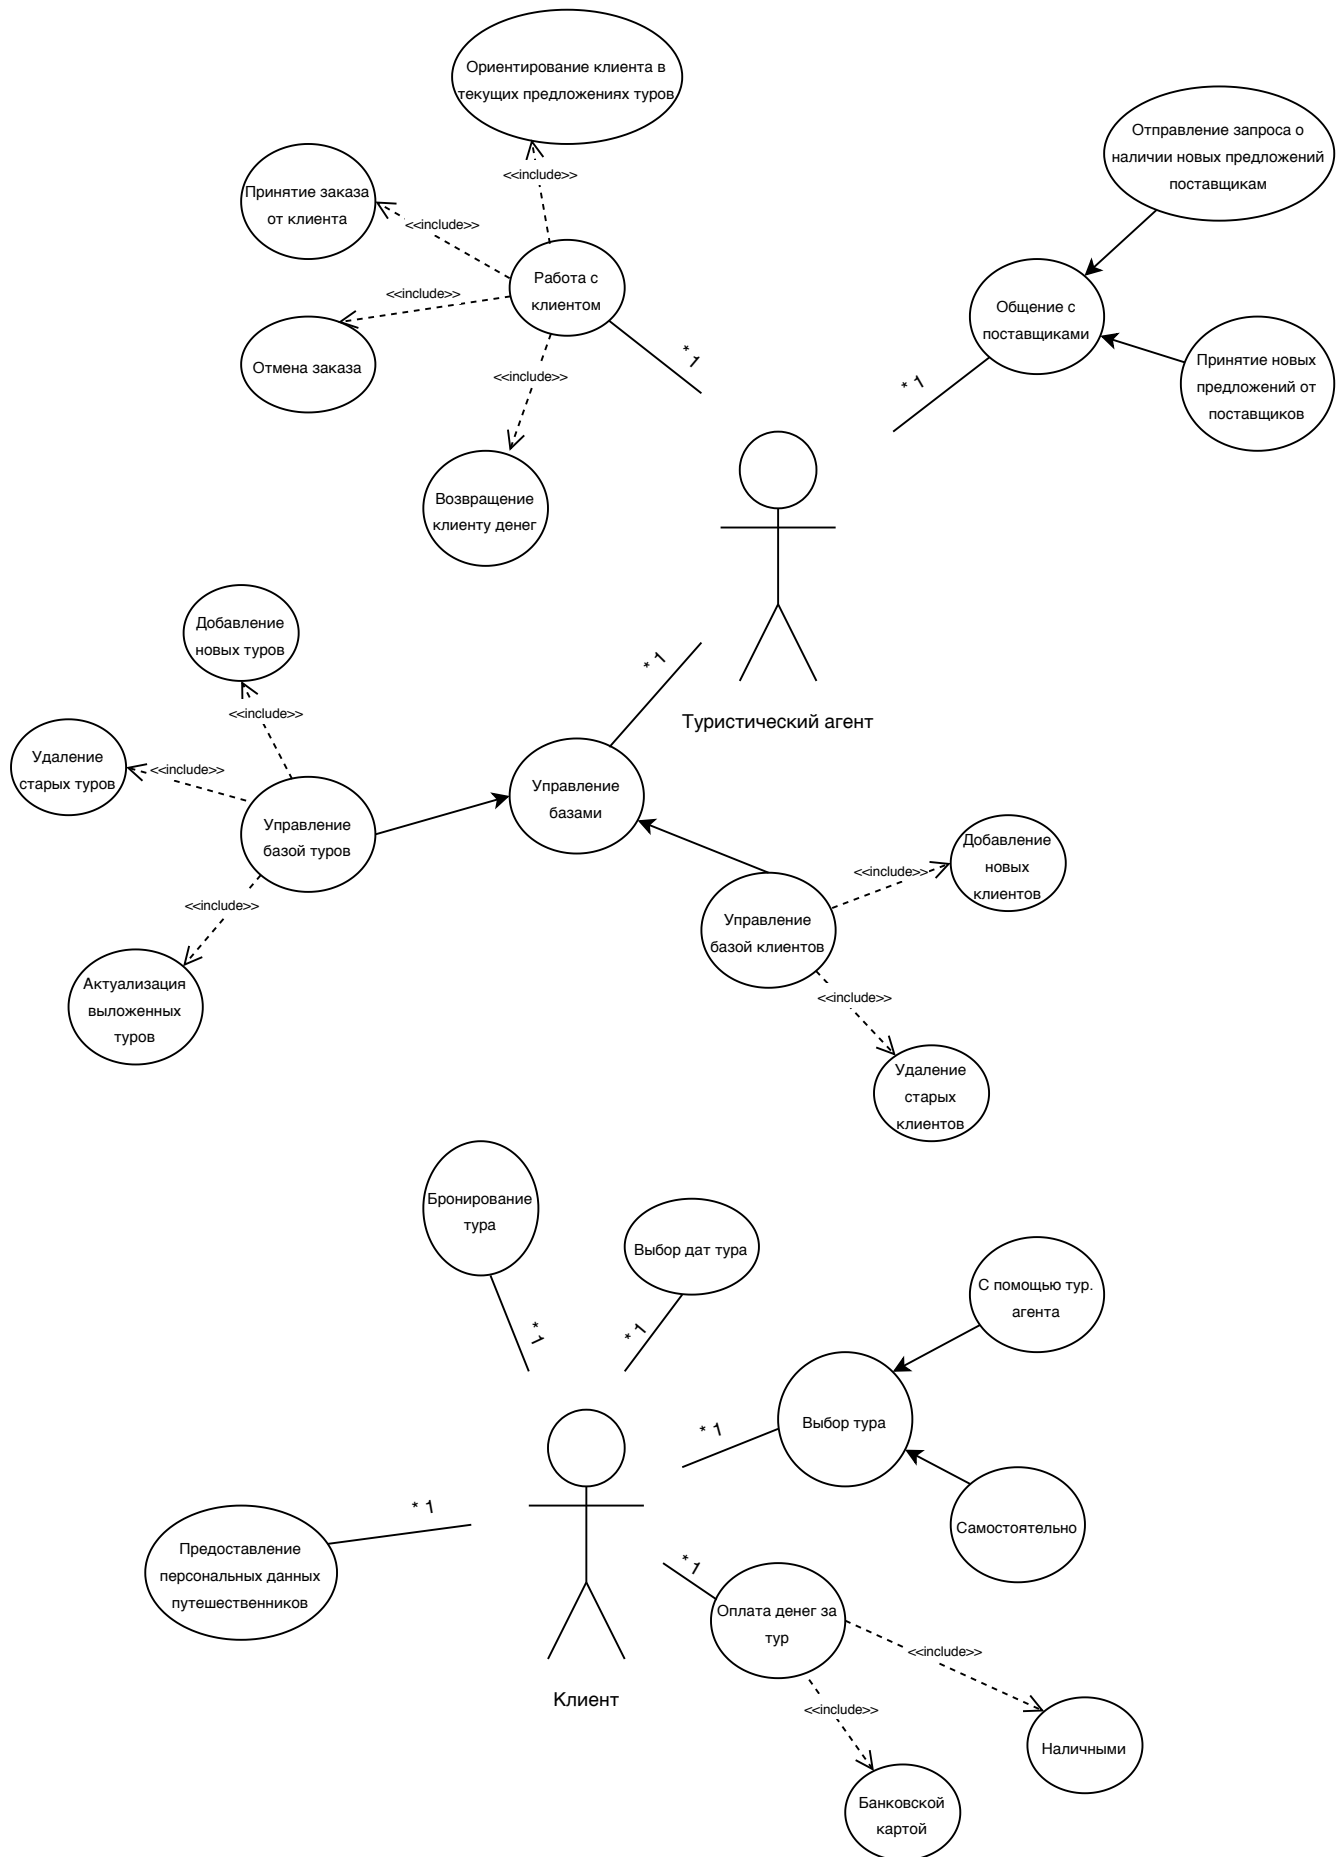 Ориентирование клиента в
текущих предложениях туров
Отправление запроса о
наличии новых предложений
поставщикам
<<include>>
Принятие заказа
от клиента
<<include>>
Работа с
клиентом
<<include>>
Общение с
поставщиками
Отмена заказа
<<include>>
* 1
* 1
Принятие новых
предложений от
поставщиков
Возвращение
клиенту денег
Добавление
новых туров
* 1
Туристический агент
<<include>>
Удаление
старых туров
<<include>>
Управление
базой туров
Управление
базами
<<include>>
Добавление
новых
клиентов
<<include>>
Управление
базой клиентов
Актуализация
выложенных
туров
<<include>>
Удаление
старых
клиентов
Бронирование
тура
Выбор дат тура
С помощью тур.
агента
* 1
* 1
Выбор тура
* 1
* 1
Самостоятельно
Предоставление
персональных данных
путешественников
* 1
Оплата денег за
тур
<<include>>
Клиент
<<include>>
Наличными
Банковской
картой